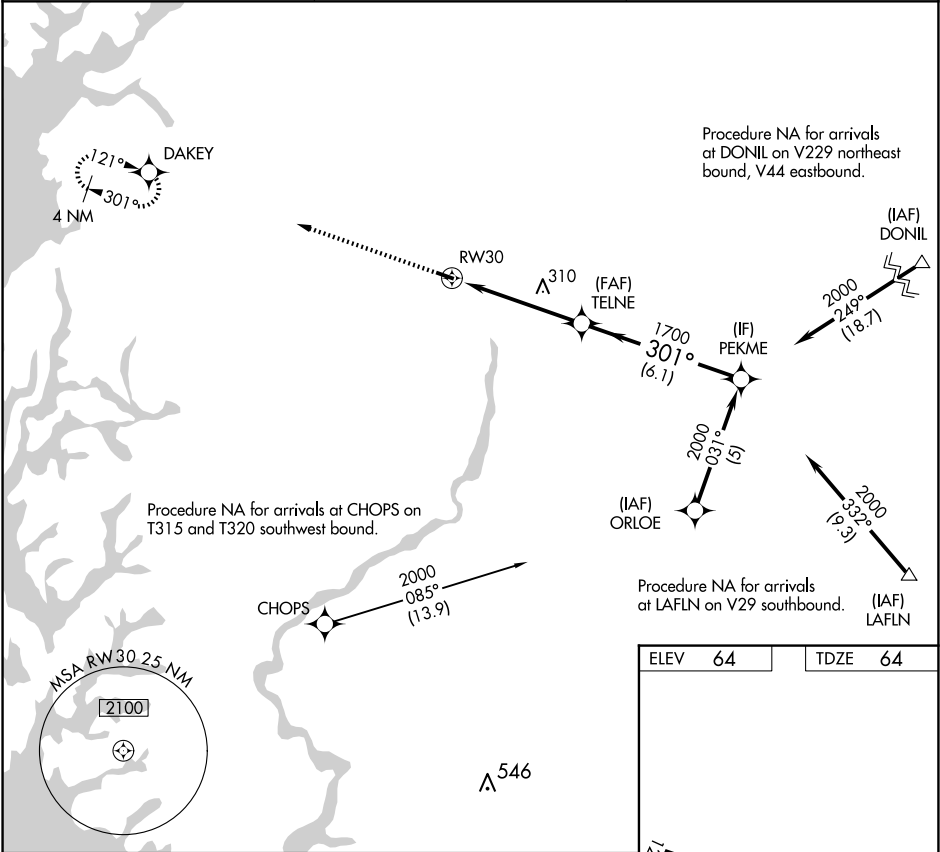 DAKEY
121°
301°
4 NM
Procedure NA for arrivals
at DONIL on V229 northeast
bound, V44 eastbound.
(IAF)
DONIL
2000
249°
(18.7)
RW30
310
(FAF)
TELNE
1700
301°
(6.1)
(IF)
PEKME
2000
031°
(5)
(IAF)
ORLOE
2000
332°
(9.3)
(IAF)
LAFLN
Procedure NA for arrivals at CHOPS on
T315 and T320 southwest bound.
CHOPS
2000
085°
(13.9)
Procedure NA for arrivals
at LAFLN on V29 southbound.
MSA RW30 25 NM
2100
546
ELEV 64
TDZE 64